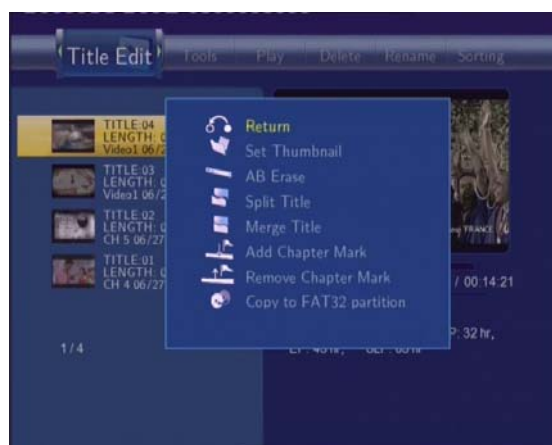 Title Edit Tools Play Delete Rename Sorting
TITLE:04
LENGTH:
Video1 06/2
TITLE:03
LENGTH:
Video1 06/
TITLE:02
LENGTH:
CH 5 06/27
TITLE:01
LENGTH:
CH 4 06/27
1/4
Return
Set Thumbnail
AB Erase
Split Title
Merge Title
Add Chapter Mark
Remove Chapter Mark
Copy to FAT32 partition
FRANCE
/ 00:14:21
P: 32 hr,